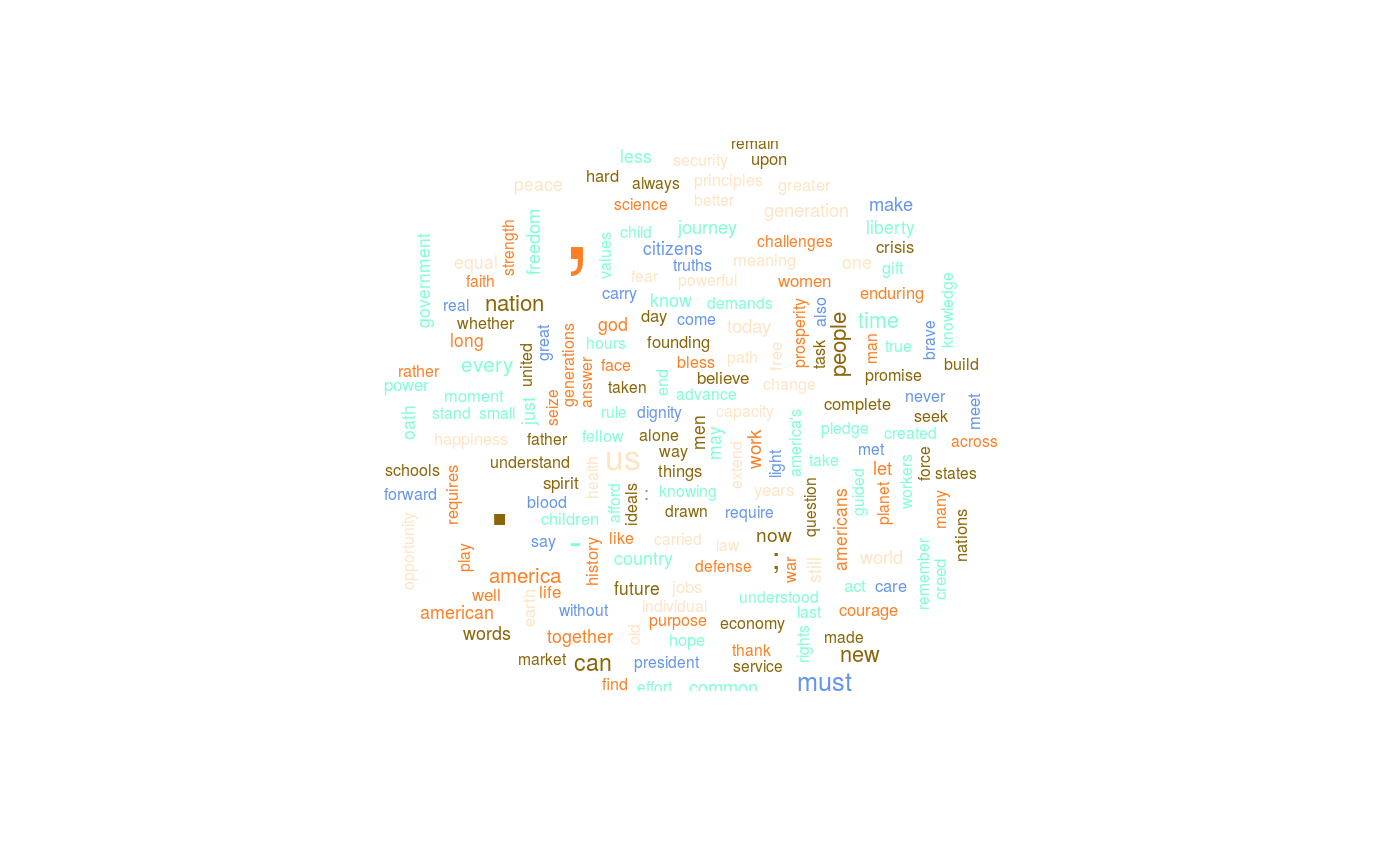 remain
less
security
upon
hard
always
principles
greater
peace
science
better
generation
make
strength
freedom
values
child
journey
liberty
citizens
challenges
crisis
government
equal
,
truths
meaning
one
gift
faith
fear
powerful
women
enduring
knowledge
real
nation
carry
know
demands
prosperity
also
people
time
whether
great
god
day
come
today
man
true
brave
long
united
generations
hours
founding
free
task
rather
every
answer
face
bless
path
build
power
end
believe
change
promise
moment
just
seize
taken
advance
never
meet
oath
stand
small
rule
dignity
capacity
complete
seek
happiness
father
fellow
alone
men
may
work
america's
pledge
created
across
schools
understand
us
way
extend
light
take
met
force
states
requires
spirit
health
things
let
workers
forward
blood
afford
ideals
:
knowing
years
question
guided
planet
many
opportunity
.
children
drawn
require
americans
nations
play
say
-
history
like
carried
law
now
country
defense
;
war
still
world
remember
creed
america
well
life
future
jobs
act
care
american
earth
without
individual
understood
last
courage
words
together
old
purpose
economy
hope
thank
rights
made
market
can
president
service
new
find
effort
common
must